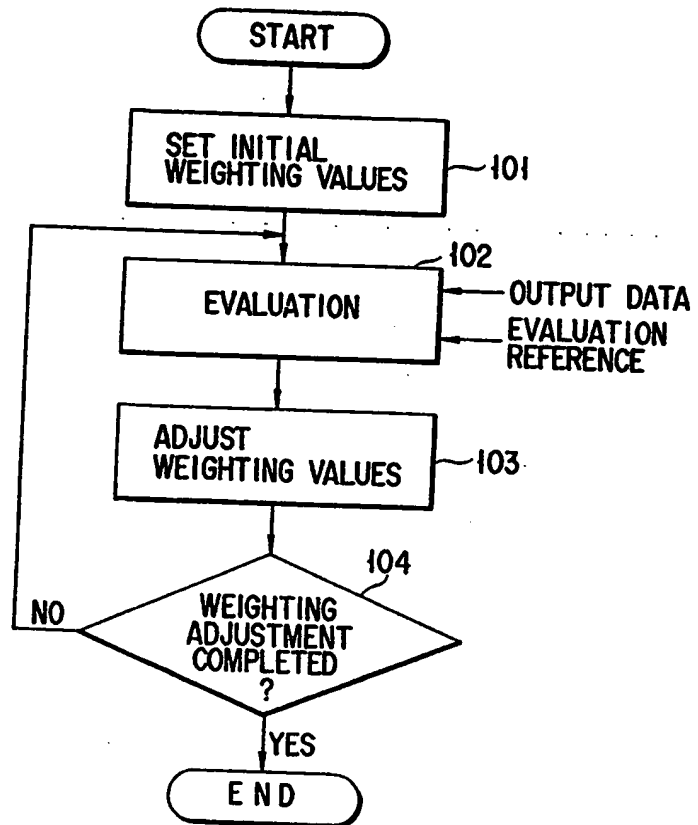 START
SET INITIAL
WEIGHTING VALUES
101
102
EVALUATION
OUTPUT DATA
EVALUATION
REFERENCE
ADJUST
WEIGHTING VALUES
103
104
NO
WEIGHTING
ADJUSTMENT
COMPLETED
?
YES
END